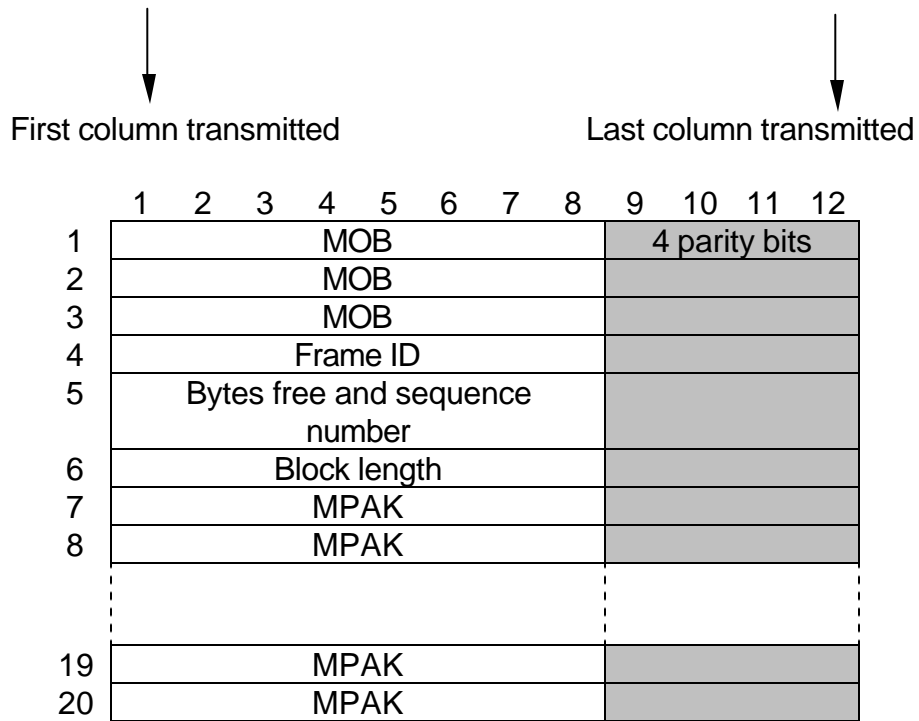 First column transmitted Last column transmitted
1 2 3 4 5 6 7 8 9 10 11 12
1 MOB 4 parity bits
2 MOB
3 MOB
4 Frame ID
5 Bytes free and sequence
number
6 Block length
7 MPAK
8 MPAK
19 MPAK
20 MPAK